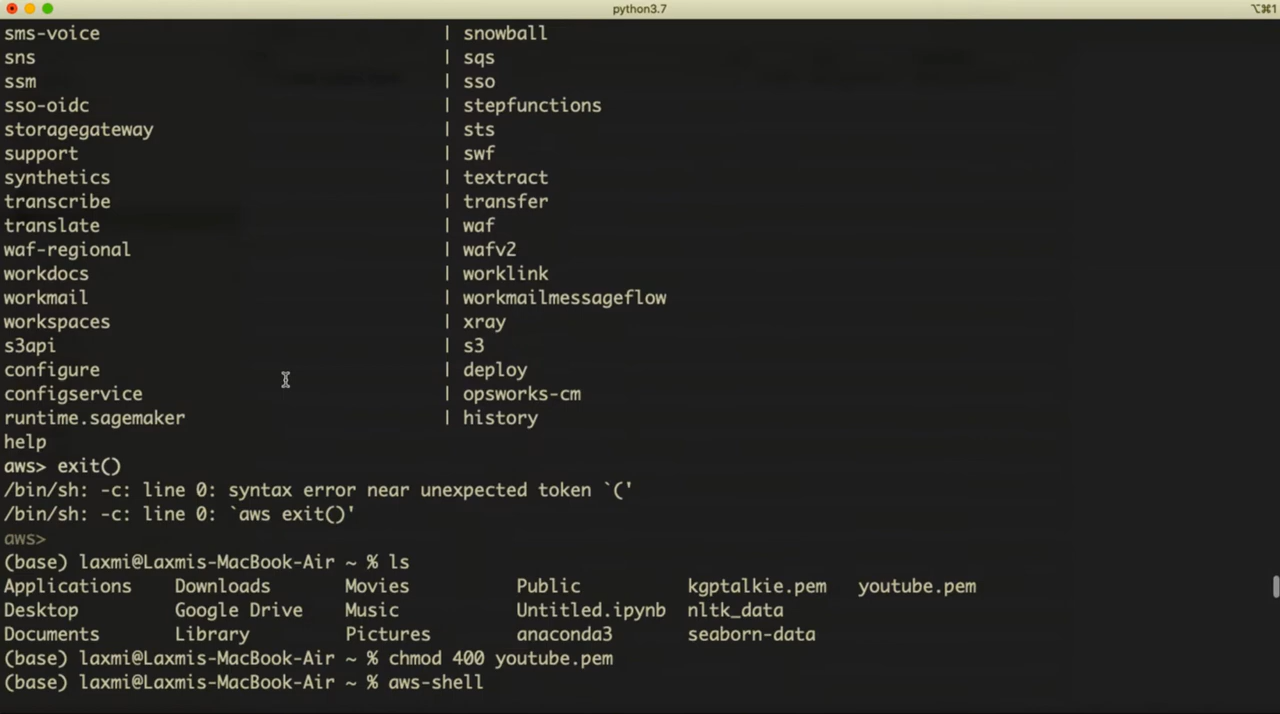 python3.7
⌥⌘1
sms-voice | snowball
sns | sqs
ssm | sso
sso-oidc | stepfunctions
storagegateway | sts
support | swf
synthetics | textract
transcribe | transfer
translate | waf
waf-regional | wafv2
workdocs | worklink
workmail | workmailmessageflow
workspaces | xray
s3api | s3
configure | deploy
configservice | opsworks-cm
runtime.sagemaker | history
help
aws> exit()
/bin/sh: -c: line 0: syntax error near unexpected token `('
/bin/sh: -c: line 0: `aws exit()'
aws>
(base) laxmi@Laxmis-MacBook-Air ~ % ls
Applications Downloads Movies Public kgptalkie.pem youtube.pem
Desktop Google Drive Music Untitled.ipynb nltk_data
Documents Library Pictures anaconda3 seaborn-data
(base) laxmi@Laxmis-MacBook-Air ~ % chmod 400 youtube.pem
(base) laxmi@Laxmis-MacBook-Air ~ % aws-shell